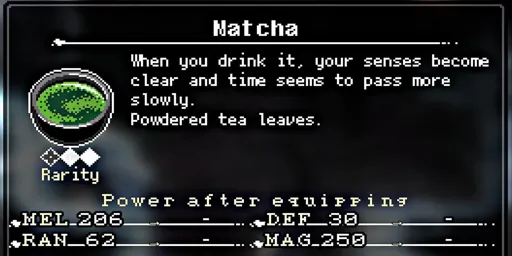 Matcha
When you drink it, your senses become
clear and time seems to pass more
slowly.
Powdered tea leaves.
Rarity
Power after equipping
MEL 206 - DEF 30 -
RAN 62 - MAG 250 -